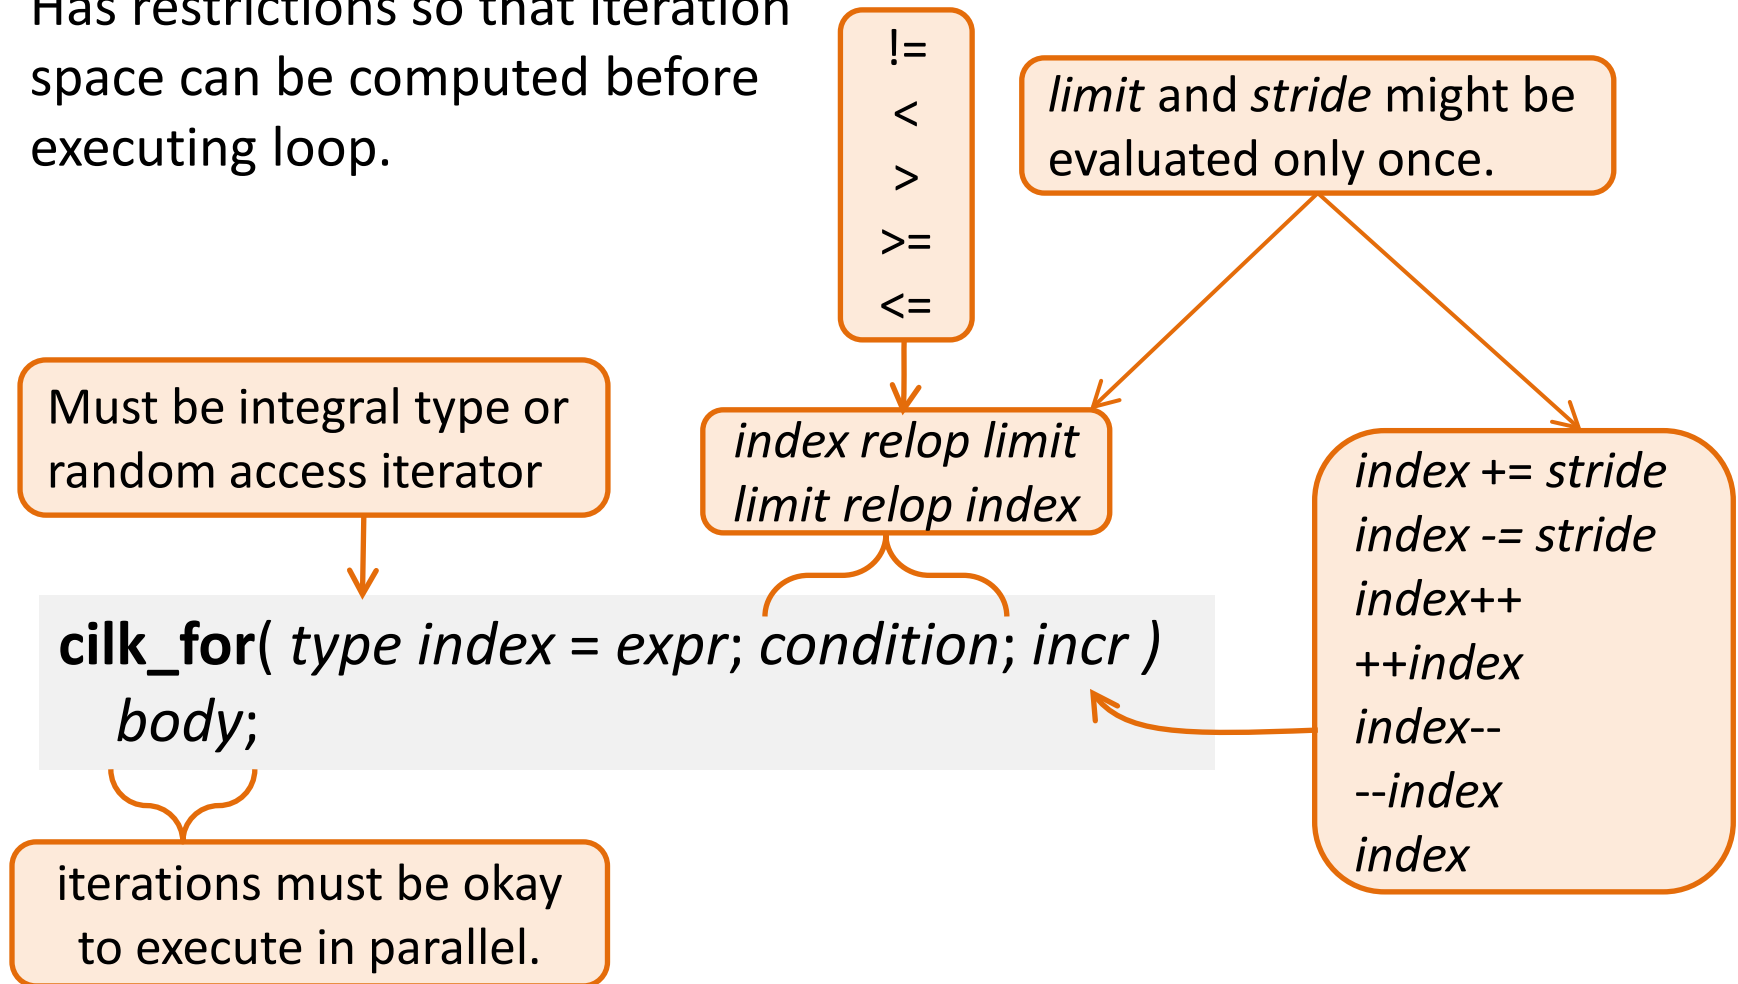 Has restrictions so that iteration
space can be computed before
executing loop.
!=
<
>
>=
<=
limit and stride might be
evaluated only once.
Must be integral type or
random access iterator
index relop limit
limit relop index
index += stride
index -= stride
index++
++index
index--
--index
index
cilk_for( type index = expr; condition; incr )
body;
iterations must be okay
to execute in parallel.